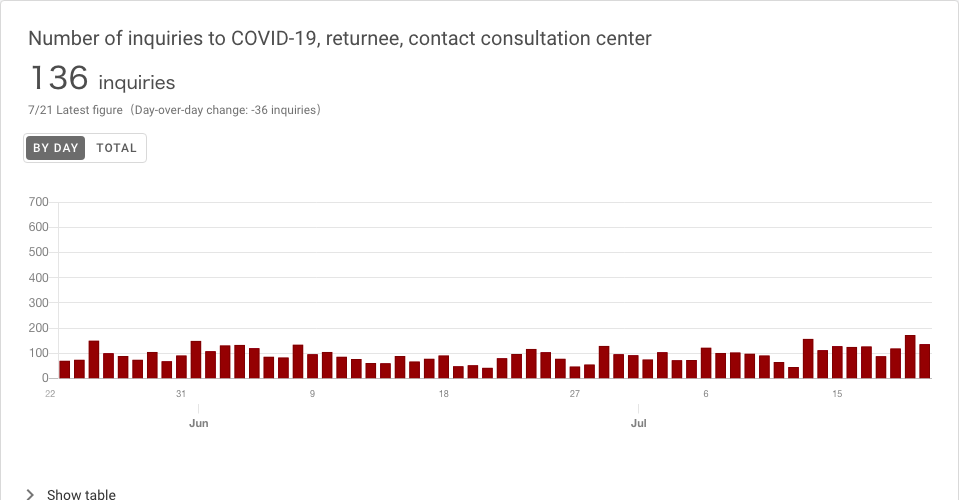 Number of inquiries to COVID-19, returnee, contact consultation center
136 inquiries
7/21 Latest figure（Day-over-day change: -36 inquiries）
BY DAY TOTAL
700
600
500
400
300
200
100
0
22 31 9 18 27 6 15
Jun Jul
Show table